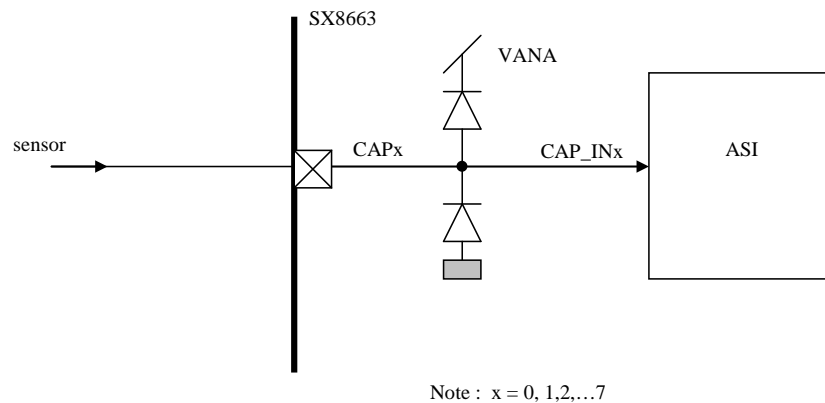 SX8663
VANA
sensor
CAPx
CAP_INx
ASI
Note : x = 0, 1,2,…7